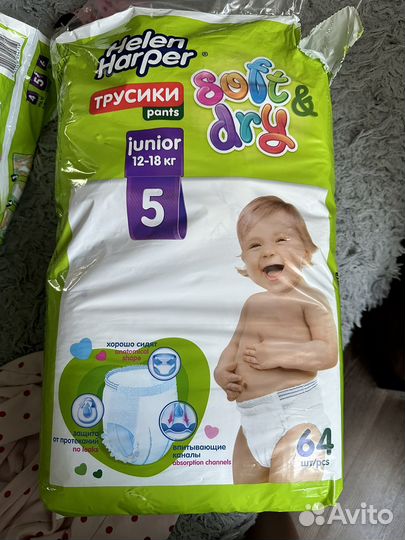 Helen
Harper®
ТРУСИКИ
pants
soft &
dry
junior
12-18 кг
5
хорошо сидят
anatomical
shape
защита
от протеканий
no leaks
впитывающие
каналы
absorption channels
64
шт/pcs
Avito